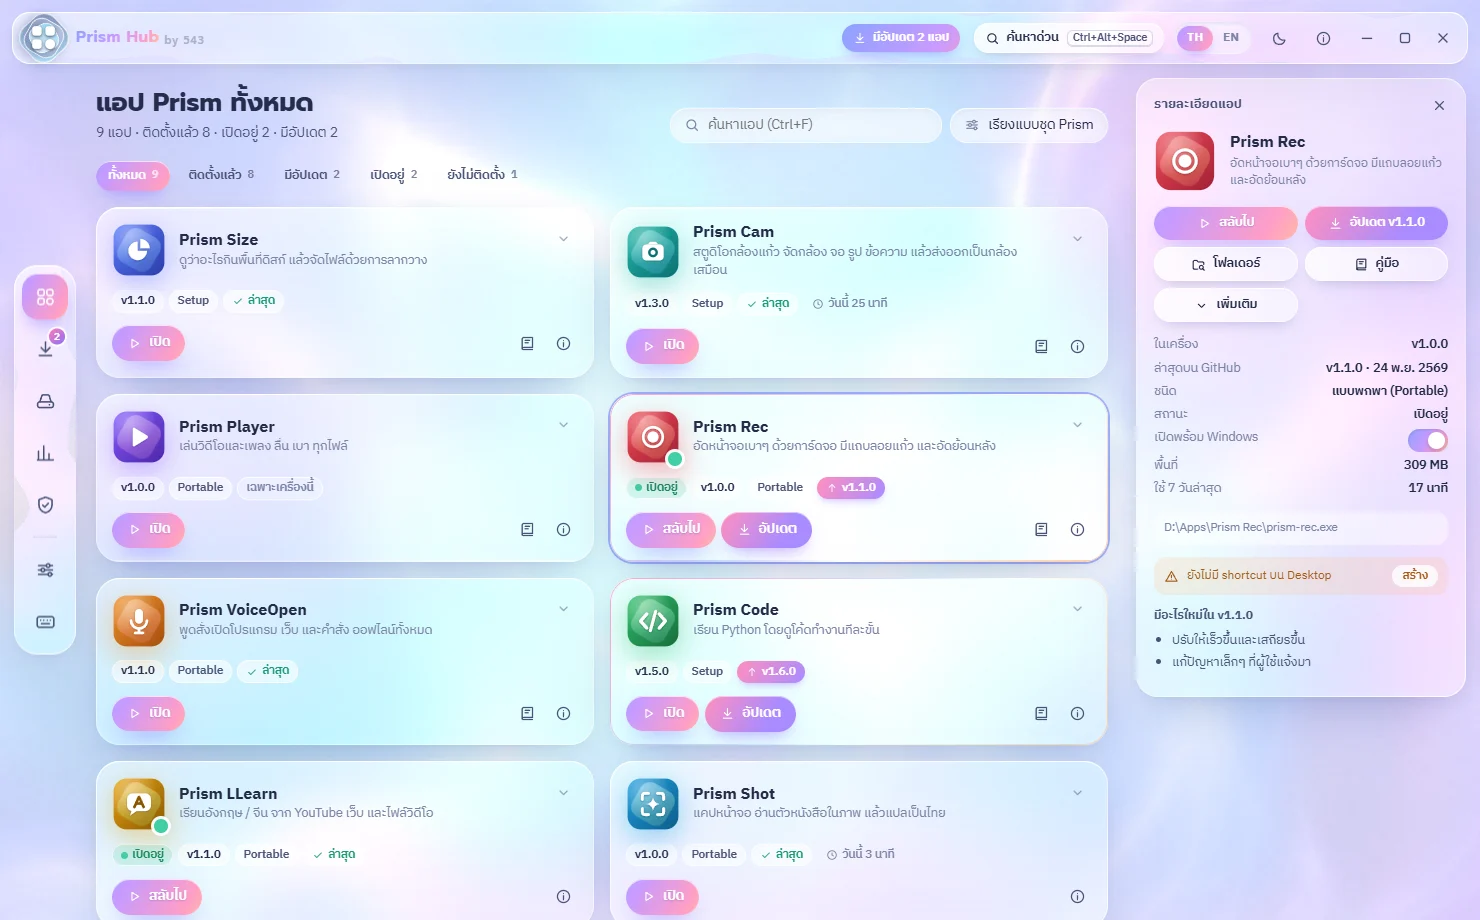 Prism Hub by 543
มีอัปเดต 2 แอป
ค้นหาด่วน Ctrl+Alt+Space
TH EN
แอป Prism ทั้งหมด
9 แอป · ติดตั้งแล้ว 8 · เปิดอยู่ 2 · มีอัปเดต 2
ค้นหาแอป (Ctrl+F)
เรียงแบบชุด Prism
ทั้งหมด 9 ติดตั้งแล้ว 8 มีอัปเดต 2 เปิดอยู่ 2 ยังไม่ติดตั้ง 1
2
Prism Size
ดูว่าอะไรกินพื้นที่ดิสก์ แล้วจัดไฟล์ด้วยการลากวาง
v1.1.0 Setup ล่าสุด
เปิด
Prism Cam
สตูดิโอกล้องแก้ว จัดกล้อง จอ รูป ข้อความ แล้วส่งออกเป็นกล้อง
เสมือน
v1.3.0 Setup ล่าสุด วันนี้ 25 นาที
เปิด
Prism Player
เล่นวิดีโอและเพลง ลื่น เบา ทุกไฟล์
v1.0.0 Portable เฉพาะเครื่องนี้
เปิด
Prism Rec
อัดหน้าจอเบาๆ ด้วยการ์ดจอ มีแถบลอยแก้ว และอัดย้อนหลัง
เปิดอยู่ v1.0.0 Portable v1.1.0
สลับไป อัปเดต
Prism VoiceOpen
พูดสั่งเปิดโปรแกรม เว็บ และคำสั่ง ออฟไลน์ทั้งหมด
v1.1.0 Portable ล่าสุด
เปิด
Prism Code
เรียน Python โดยดูโค้ดทำงานทีละขั้น
v1.5.0 Setup v1.6.0
เปิด อัปเดต
Prism LLearn
เรียนอังกฤษ / จีน จาก YouTube เว็บ และไฟล์วิดีโอ
เปิดอยู่ v1.1.0 Portable ล่าสุด
สลับไป
Prism Shot
แคปหน้าจอ อ่านตัวหนังสือในภาพ แล้วแปลเป็นไทย
v1.0.0 Portable ล่าสุด วันนี้ 3 นาที
เปิด
รายละเอียดแอป
Prism Rec
อัดหน้าจอเบาๆ ด้วยการ์ดจอ มีแถบลอยแก้ว
และอัดย้อนหลัง
สลับไป อัปเดต v1.1.0
โฟลเดอร์ คู่มือ
เพิ่มเติม
ในเครื่อง v1.0.0
ล่าสุดบน GitHub v1.1.0 · 24 พ.ย. 2569
ชนิด แบบพกพา (Portable)
สถานะ เปิดอยู่
เปิดพร้อม Windows
พื้นที่ 309 MB
ใช้ 7 วันล่าสุด 17 นาที
D:\Apps\Prism Rec\prism-rec.exe
ยังไม่มี shortcut บน Desktop สร้าง
มีอะไรใหม่ใน v1.1.0
ปรับให้เร็วขึ้นและเสถียรขึ้น
แก้ปัญหาเล็กๆ ที่ผู้ใช้แจ้งมา